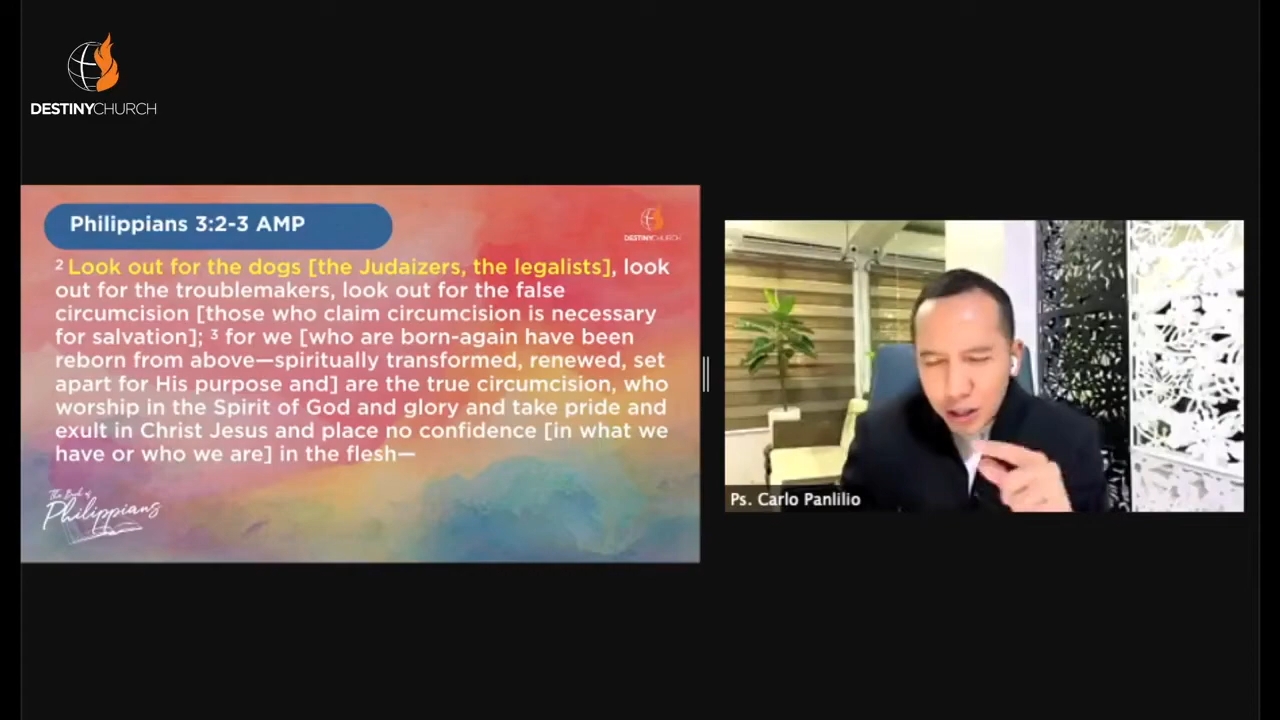 DESTINYCHURCH
Philippians 3:2-3 AMP
DESTINYCHURCH
2 Look out for the dogs [the Judaizers, the legalists], look
out for the troublemakers, look out for the false
circumcision [those who claim circumcision is necessary
for salvation]; 3 for we [who are born-again have been
reborn from above—spiritually transformed, renewed, set
apart for His purpose and] are the true circumcision, who
worship in the Spirit of God and glory and take pride and
exult in Christ Jesus and place no confidence [in what we
have or who we are] in the flesh—
The Book of
Philippians
Ps. Carlo Panlilio